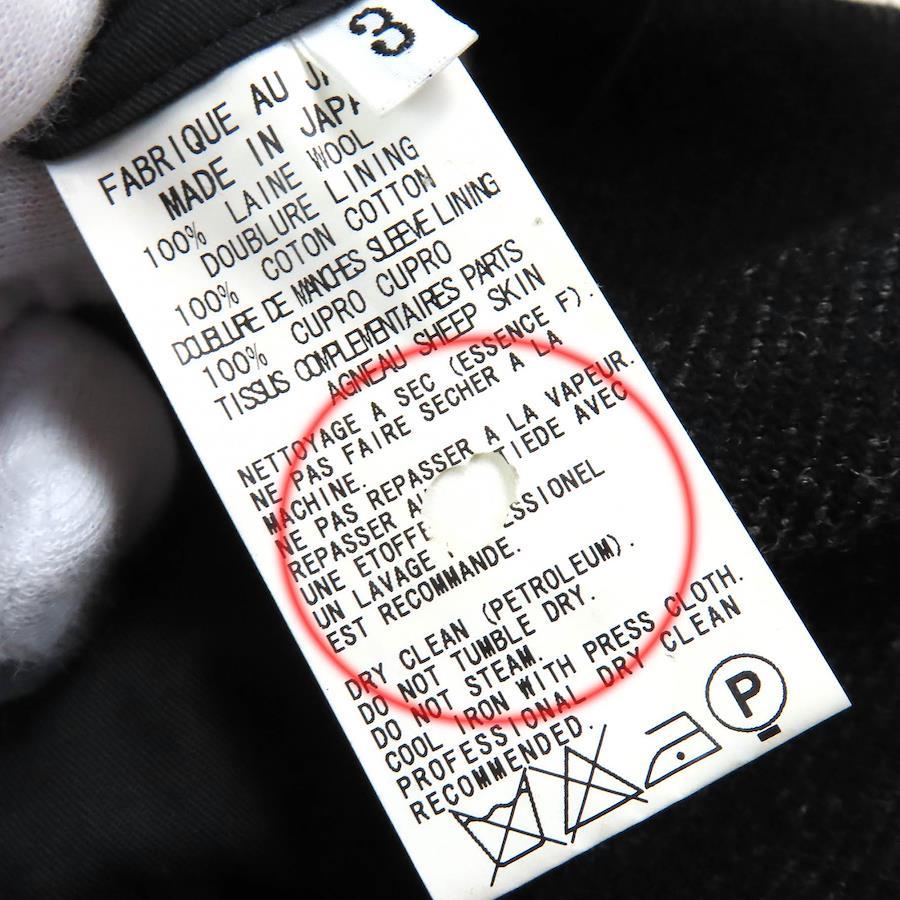 3
FABRIQUE AU
MADE IN
100% LAINE WOOL
DOUBLURE LINING
100% COTON COTTON
DOUBLURE DE MANCHES SLEEVE LINING
100% CUPRO CUPRO
TISSUS COMPLEMENTAIRES PARTS
AGNEAU SHEEP SKIN
NETTOYAGE A SEC (ESSENCE F).
NE PAS FAIRE SECHER A LA
MACHINE.
NE PAS REPASSER A LA VAPEUR.
REPASSER TIEDE AVEC
UNE ETOFFE
UN LAVAGE
EST RECOMMANDE.
DRY CLEAN (PETROLEUM).
DO NOT TUMBLE DRY.
DO NOT STEAM.
COOL IRON WITH PRESS CLOTH.
PROFESSIONAL DRY CLEAN
RECOMMENDED.
P